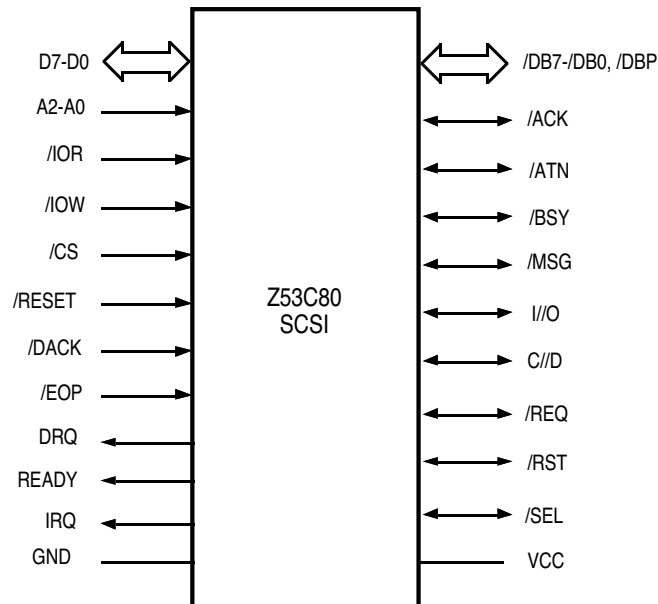 D7-D0
A2-A0
/IOR
/IOW
/CS
/RESET
/DACK
/EOP
DRQ
READY
IRQ
GND
Z53C80
SCSI
/DB7-/DB0, /DBP
/ACK
/ATN
/BSY
/MSG
I//O
C//D
/REQ
/RST
/SEL
VCC